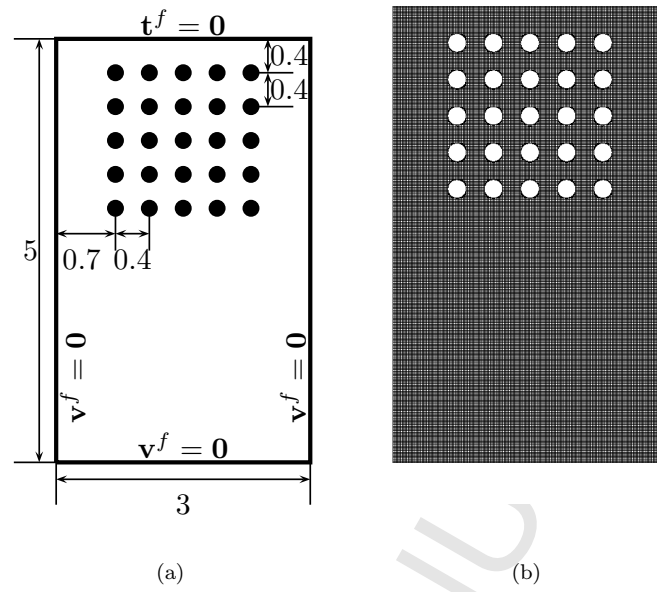 t^f = 0
0.4
0.4
5
0.7 0.4
v^f = 0
v^f = 0
v^f = 0
3
(a)
(b)